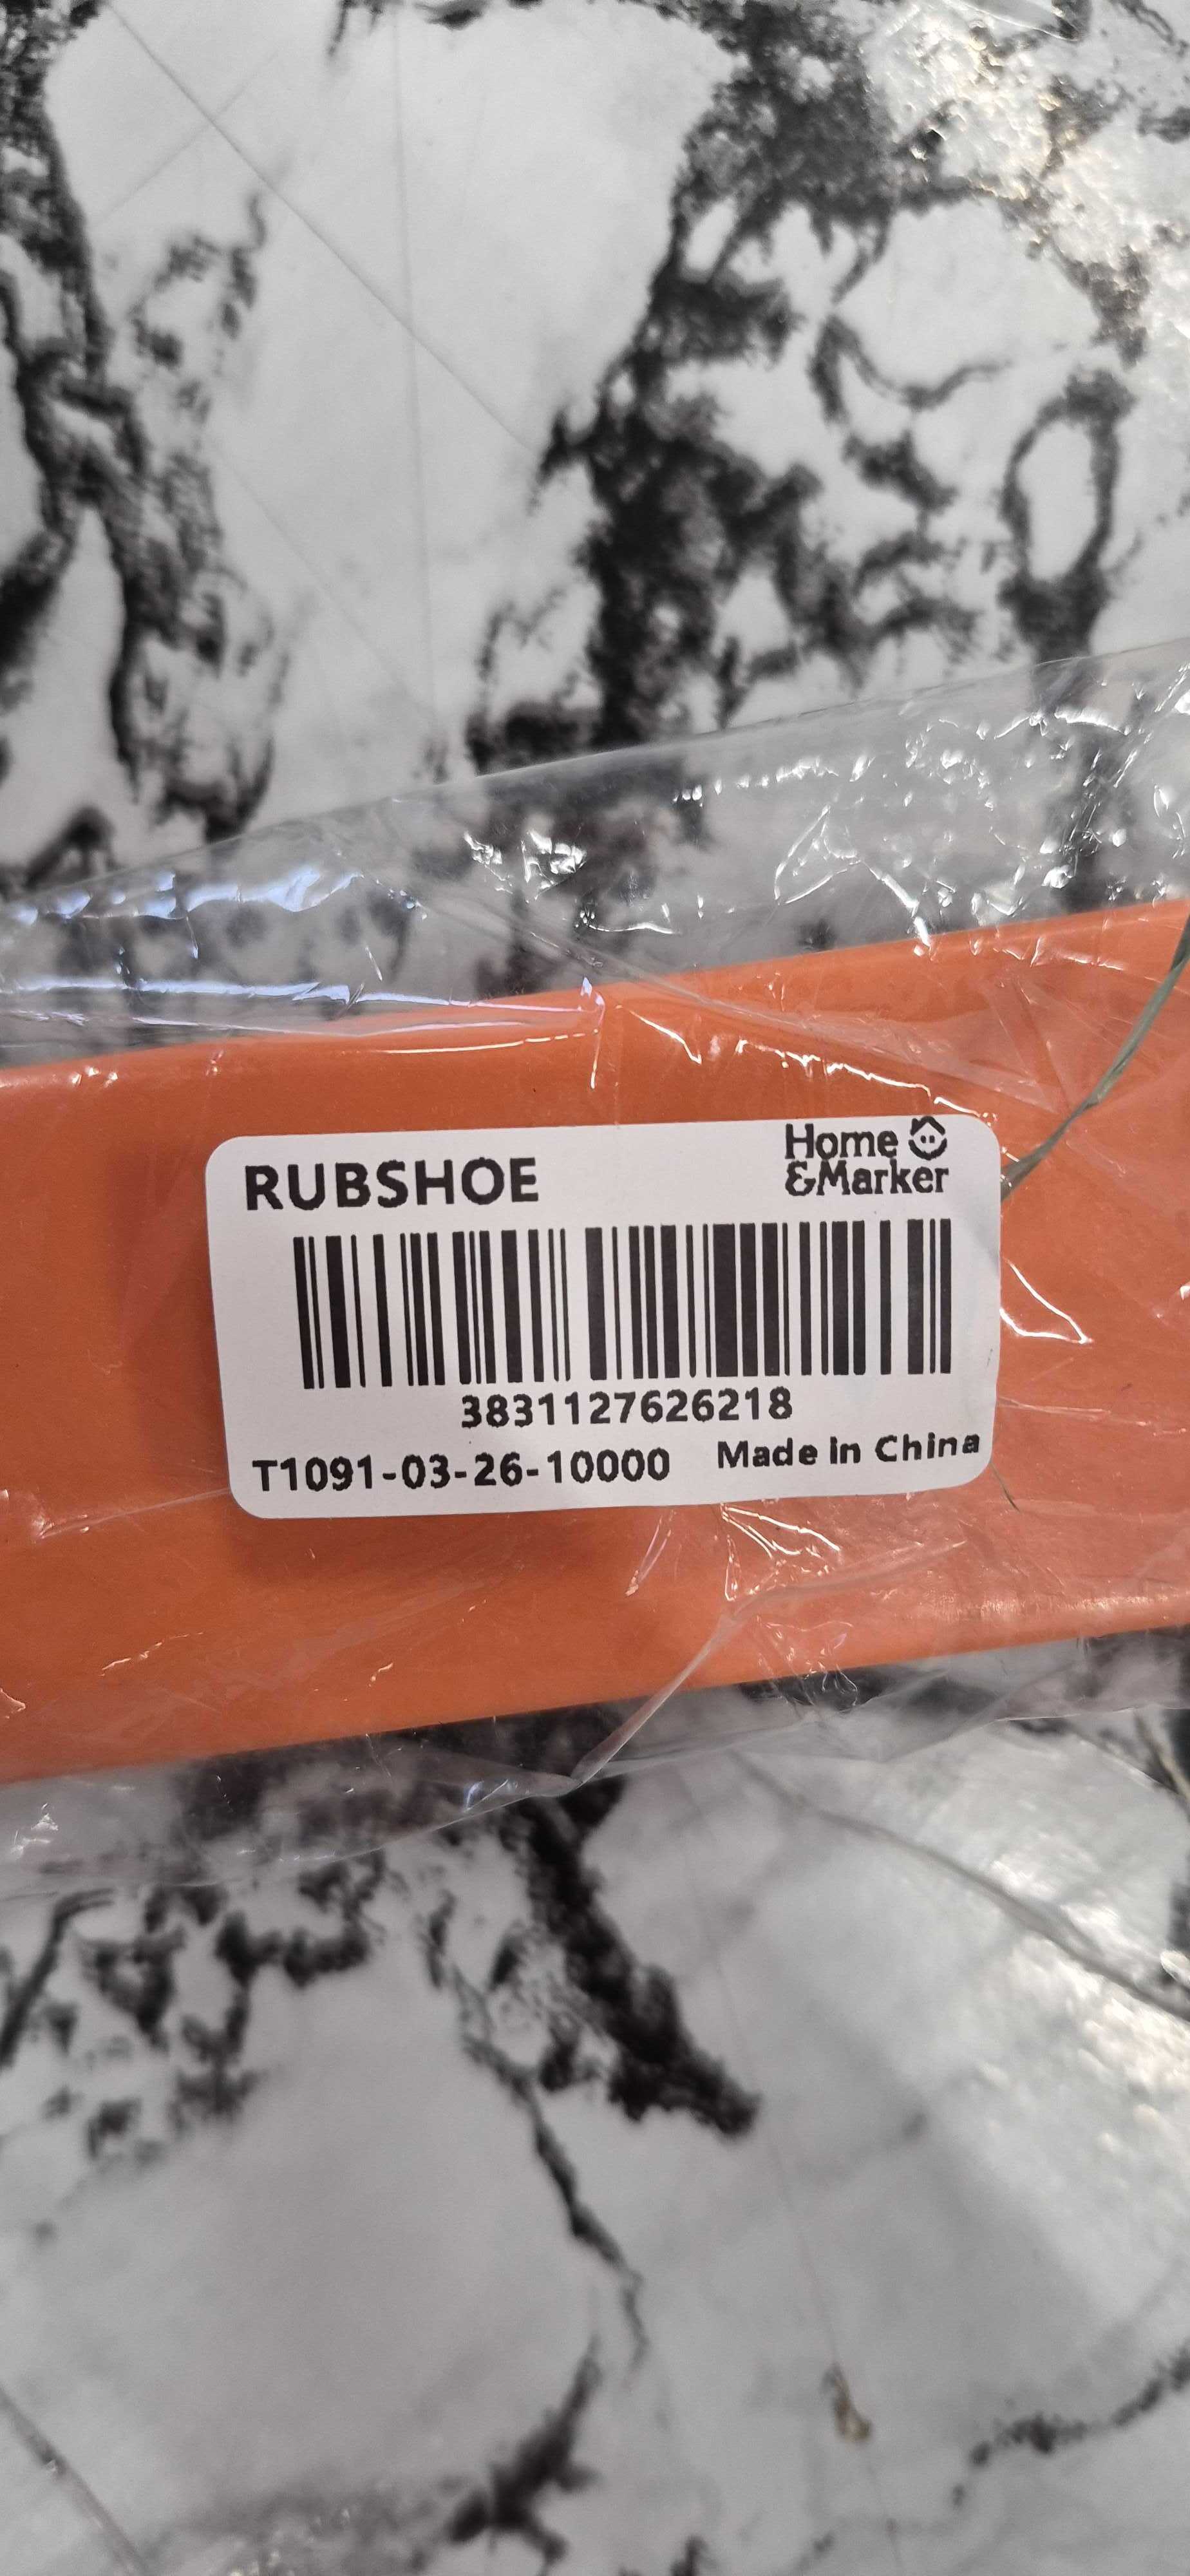 RUBSHOE
Home
&Marker
3831127626218
T1091-03-26-10000
Made in China